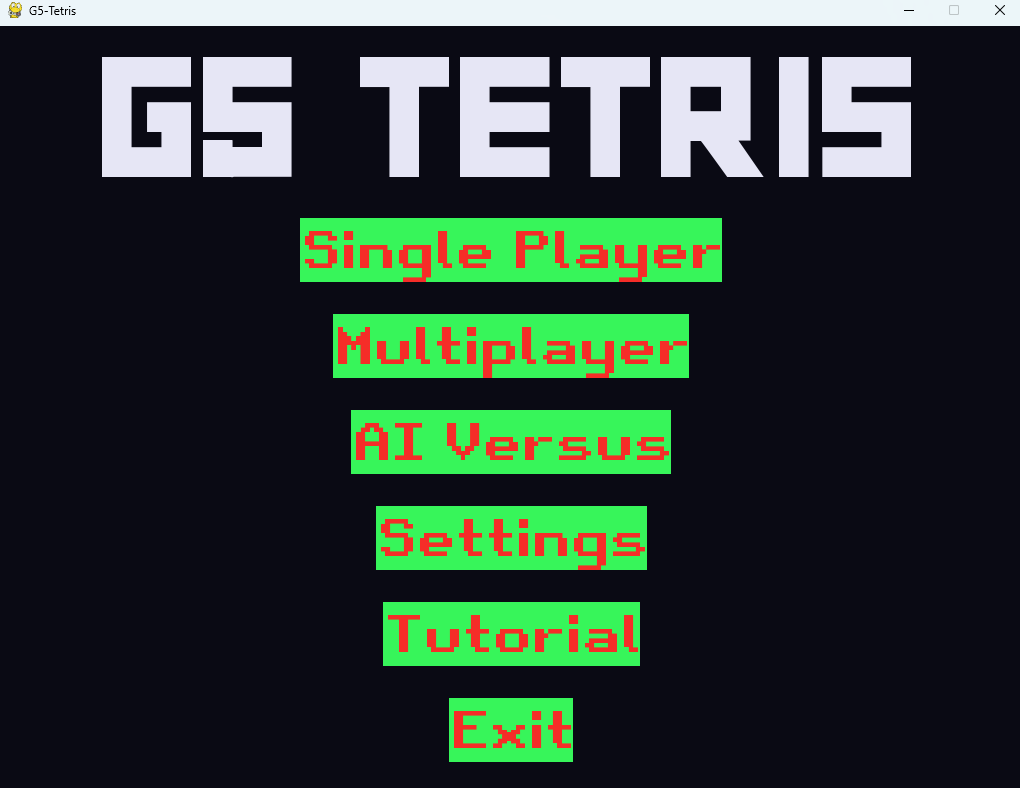 G5-Tetris
G5 TETRIS
Single Player
Multiplayer
AI Versus
Settings
Tutorial
Exit